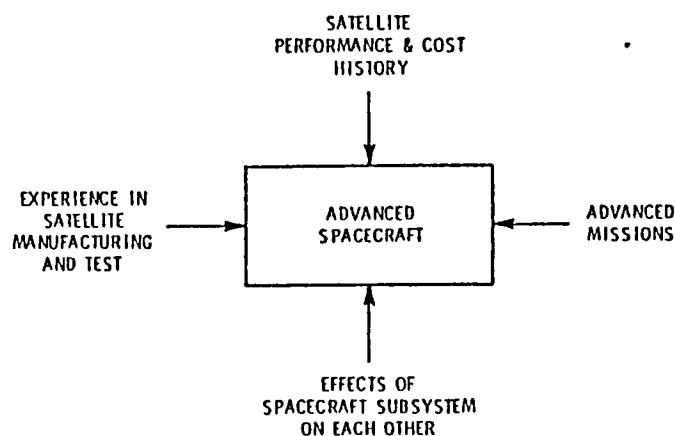 SATELLITE
PERFORMANCE & COST
HISTORY
EXPERIENCE IN
SATELLITE
MANUFACTURING
AND TEST
ADVANCED
SPACECRAFT
ADVANCED
MISSIONS
EFFECTS OF
SPACECRAFT SUBSYSTEM
ON EACH OTHER